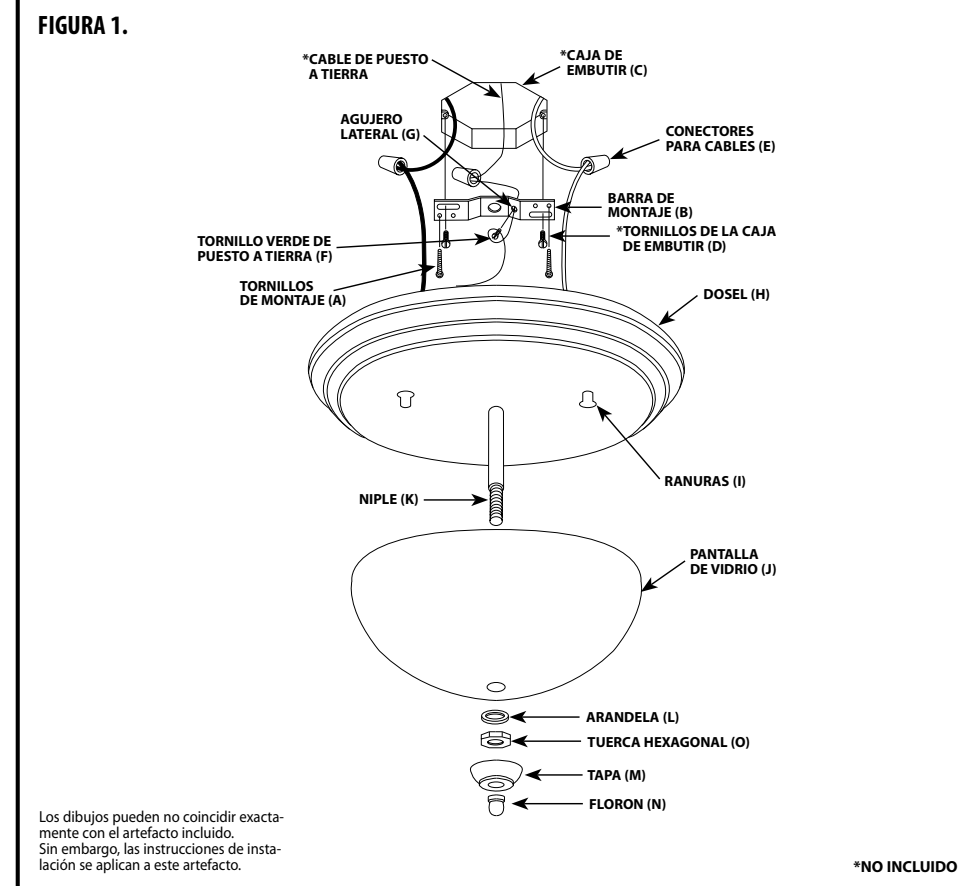 FIGURA 1.
*CABLE DE PUESTO
A TIERRA
*CAJA DE
EMBUTIR (C)
AGUJERO
LATERAL (G)
CONECTORES
PARA CABLES (E)
BARRA DE
MONTAJE (B)
*TORNILLOS DE LA CAJA
DE EMBUTIR (D)
TORNILLO VERDE DE
PUESTO A TIERRA (F)
TORNILLOS
DE MONTAJE (A)
DOSEL (H)
RANURAS (I)
NIPLE (K)
PANTALLA
DE VIDRIO (J)
ARANDELA (L)
TUERCA HEXAGONAL (O)
TAPA (M)
FLORON (N)
Los dibujos pueden no coincidir exacta-
mente con el artefacto incluido.
Sin embargo, las instrucciones de insta-
lación se aplican a este artefacto.
*NO INCLUIDO